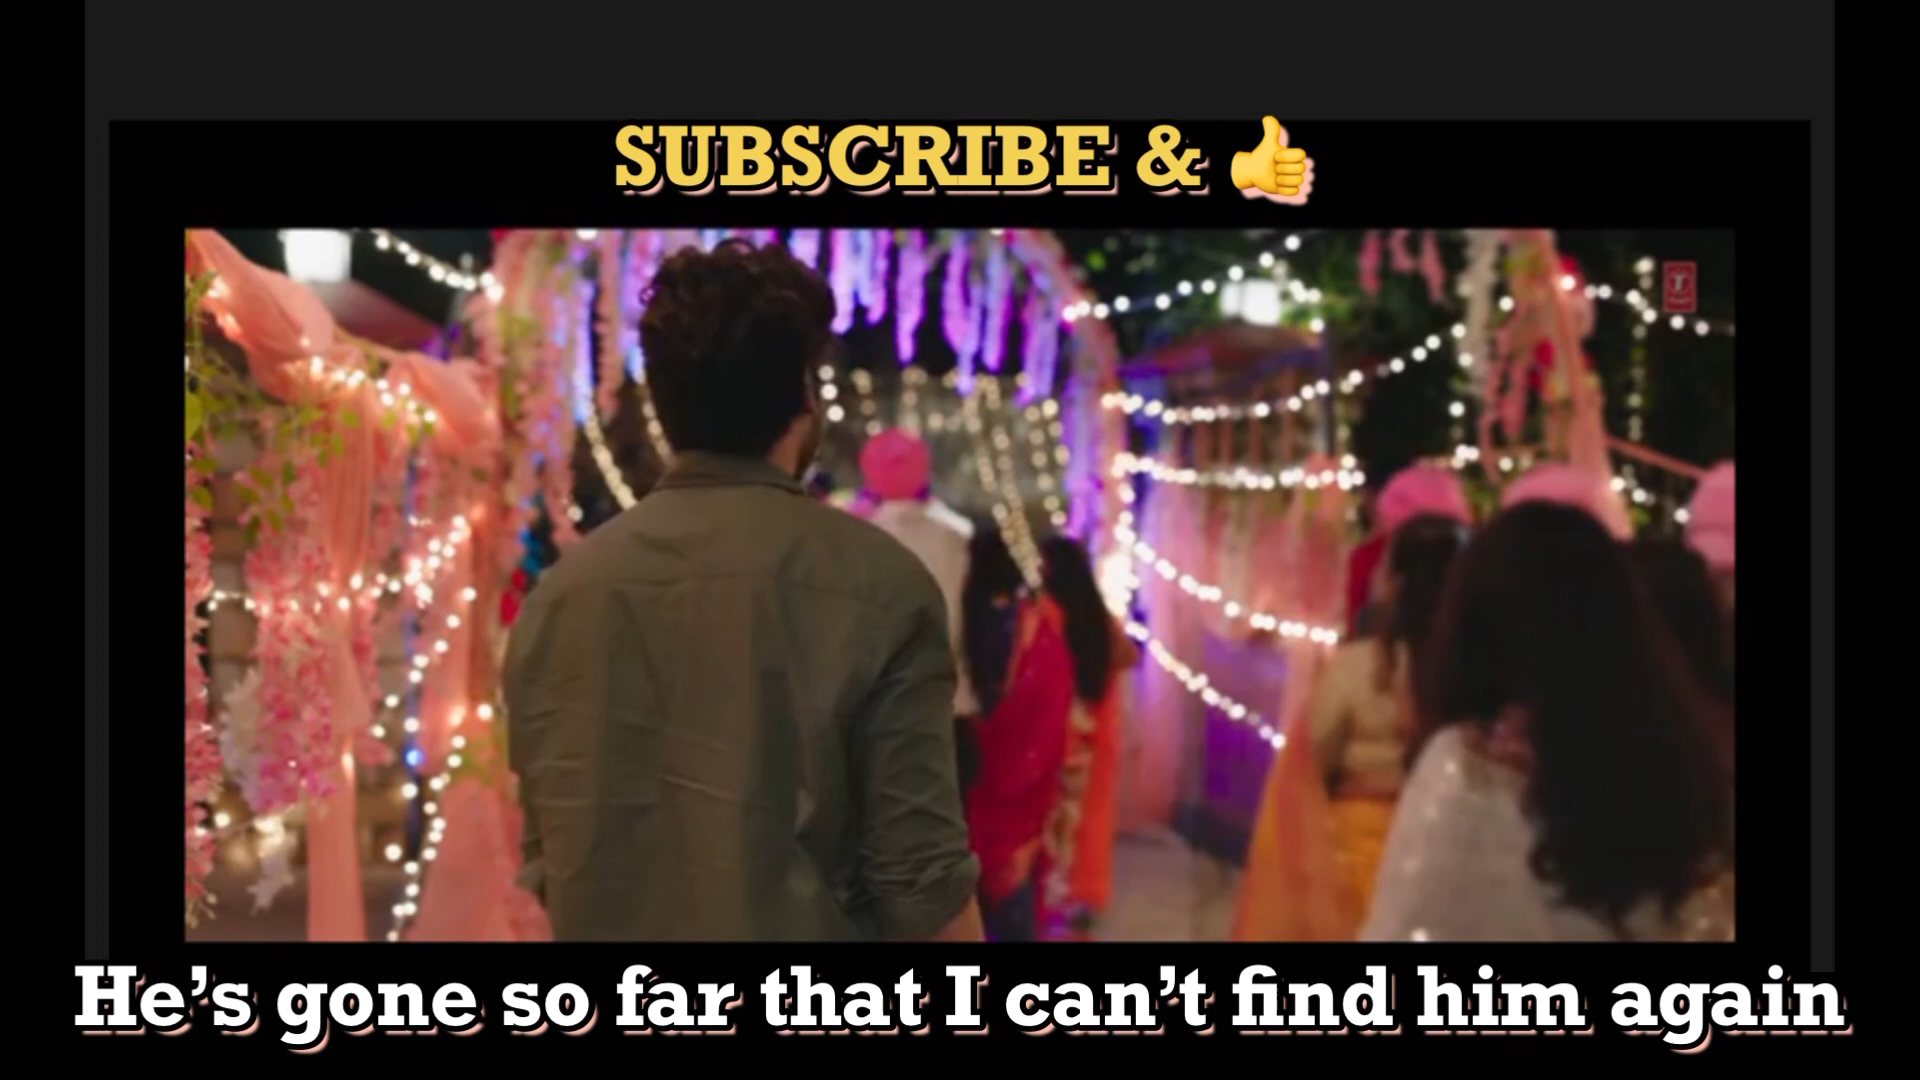 SUBSCRIBE & 👍
He's gone so far that I can't find him again